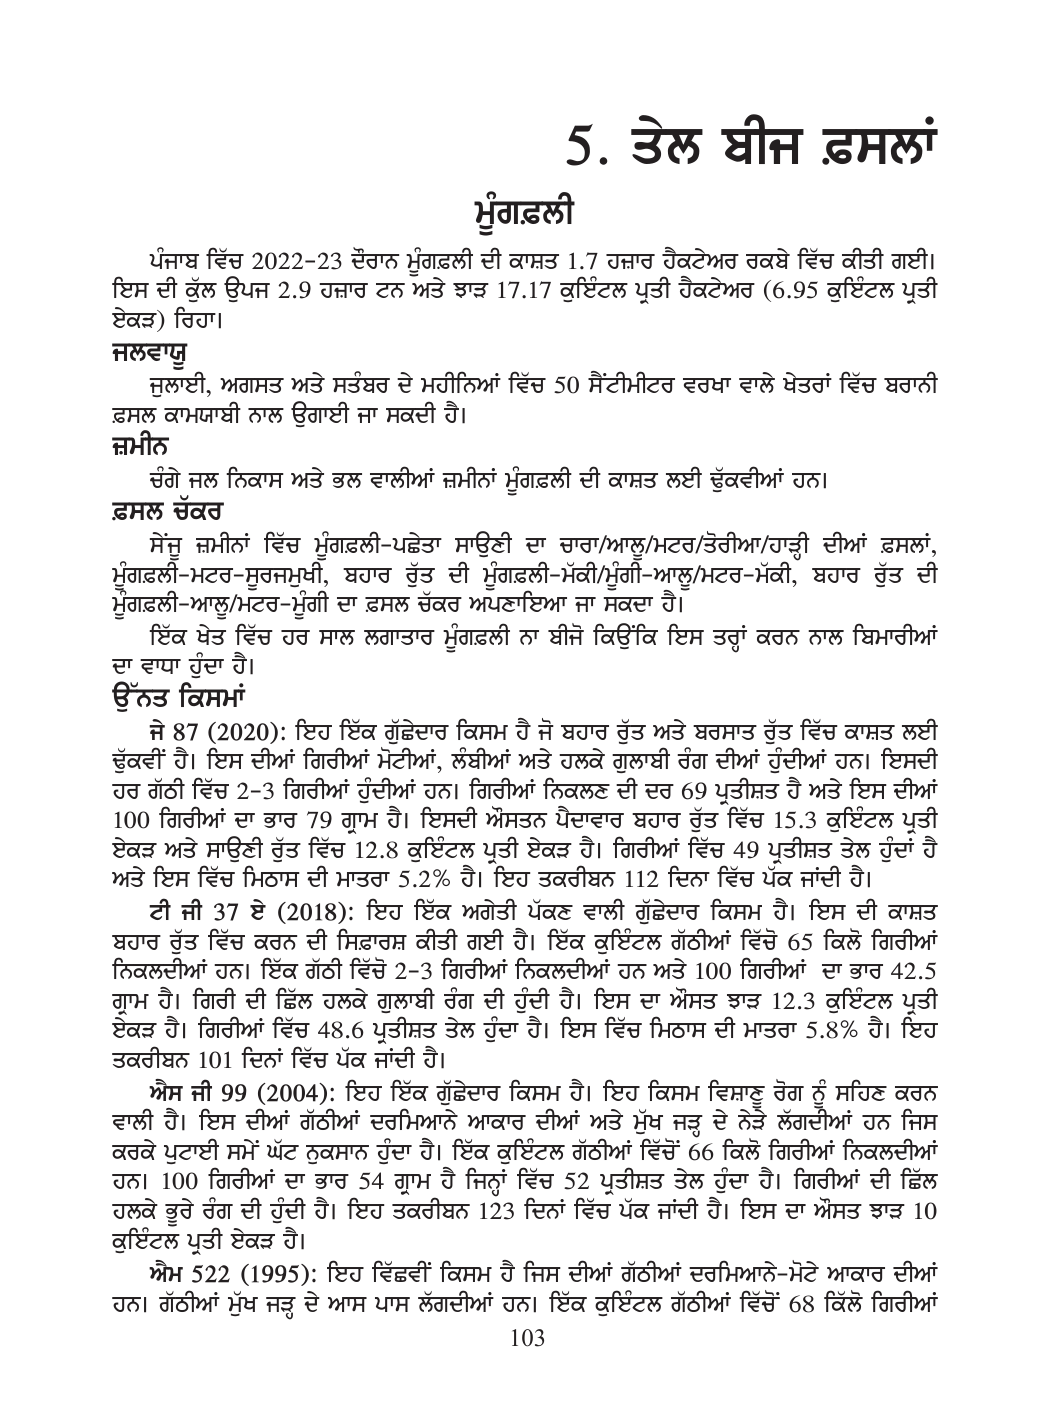 5. ਤੇਲ ਬੀਜ ਫ਼ਸਲਾਂ
ਮੂੰਗਫ਼ਲੀ
ਪੰਜਾਬ ਵਿੱਚ 2022-23 ਦੌਰਾਨ ਮੂੰਗਫ਼ਲੀ ਦੀ ਕਾਸ਼ਤ 1.7 ਹਜ਼ਾਰ ਹੈਕਟੇਅਰ ਰਕਬੇ ਵਿੱਚ ਕੀਤੀ ਗਈ।
ਇਸ ਦੀ ਕੁੱਲ ਉਪਜ 2.9 ਹਜ਼ਾਰ ਟਨ ਅਤੇ ਝਾੜ 17.17 ਕੁਇੰਟਲ ਪ੍ਰਤੀ ਹੈਕਟੇਅਰ (6.95 ਕੁਇੰਟਲ ਪ੍ਰਤੀ
ਏਕੜ) ਰਿਹਾ।
ਜਲਵਾਯੂ
ਜੁਲਾਈ, ਅਗਸਤ ਅਤੇ ਸਤੰਬਰ ਦੇ ਮਹੀਨਿਆਂ ਵਿੱਚ 50 ਸੈਂਟੀਮੀਟਰ ਵਰਖਾ ਵਾਲੇ ਖੇਤਰਾਂ ਵਿੱਚ ਬਰਾਨੀ
ਫ਼ਸਲ ਕਾਮਯਾਬੀ ਨਾਲ ਉਗਾਈ ਜਾ ਸਕਦੀ ਹੈ।
ਜ਼ਮੀਨ
ਚੰਗੇ ਜਲ ਨਿਕਾਸ ਅਤੇ ਭਲ ਵਾਲੀਆਂ ਜ਼ਮੀਨਾਂ ਮੂੰਗਫ਼ਲੀ ਦੀ ਕਾਸ਼ਤ ਲਈ ਢੁੱਕਵੀਆਂ ਹਨ।
ਫ਼ਸਲ ਚੱਕਰ
ਸੇਂਜੂ ਜ਼ਮੀਨਾਂ ਵਿੱਚ ਮੂੰਗਫ਼ਲੀ-ਪਛੇਤਾ ਸਾਉਣੀ ਦਾ ਚਾਰਾ/ਆਲੂ/ਮਟਰ/ਤੋਰੀਆ/ਹਾੜ੍ਹੀ ਦੀਆਂ ਫ਼ਸਲਾਂ,
ਮੂੰਗਫ਼ਲੀ-ਮਟਰ-ਸੂਰਜਮੁਖੀ, ਬਹਾਰ ਰੁੱਤ ਦੀ ਮੂੰਗਫ਼ਲੀ-ਮੱਕੀ/ਮੂੰਗੀ-ਆਲੂ/ਮਟਰ-ਮੱਕੀ, ਬਹਾਰ ਰੁੱਤ ਦੀ
ਮੂੰਗਫ਼ਲੀ-ਆਲੂ/ਮਟਰ-ਮੂੰਗੀ ਦਾ ਫ਼ਸਲ ਚੱਕਰ ਅਪਣਾਇਆ ਜਾ ਸਕਦਾ ਹੈ।
ਇੱਕ ਖੇਤ ਵਿੱਚ ਹਰ ਸਾਲ ਲਗਾਤਾਰ ਮੂੰਗਫ਼ਲੀ ਨਾ ਬੀਜੋ ਕਿਉਂਕਿ ਇਸ ਤਰ੍ਹਾਂ ਕਰਨ ਨਾਲ ਬਿਮਾਰੀਆਂ
ਦਾ ਵਾਧਾ ਹੁੰਦਾ ਹੈ।
ਉੱਨਤ ਕਿਸਮਾਂ
ਜੇ 87 (2020): ਇਹ ਇੱਕ ਗੁੱਛੇਦਾਰ ਕਿਸਮ ਹੈ ਜੋ ਬਹਾਰ ਰੁੱਤ ਅਤੇ ਬਰਸਾਤ ਰੁੱਤ ਵਿੱਚ ਕਾਸ਼ਤ ਲਈ
ਢੁੱਕਵੀਂ ਹੈ। ਇਸ ਦੀਆਂ ਗਿਰੀਆਂ ਮੋਟੀਆਂ, ਲੰਬੀਆਂ ਅਤੇ ਹਲਕੇ ਗੁਲਾਬੀ ਰੰਗ ਦੀਆਂ ਹੁੰਦੀਆਂ ਹਨ। ਇਸਦੀ
ਹਰ ਗੱਠੀ ਵਿੱਚ 2-3 ਗਿਰੀਆਂ ਹੁੰਦੀਆਂ ਹਨ। ਗਿਰੀਆਂ ਨਿਕਲਣ ਦੀ ਦਰ 69 ਪ੍ਰਤੀਸ਼ਤ ਹੈ ਅਤੇ ਇਸ ਦੀਆਂ
100 ਗਿਰੀਆਂ ਦਾ ਭਾਰ 79 ਗ੍ਰਾਮ ਹੈ। ਇਸਦੀ ਔਸਤਨ ਪੈਦਾਵਾਰ ਬਹਾਰ ਰੁੱਤ ਵਿੱਚ 15.3 ਕੁਇੰਟਲ ਪ੍ਰਤੀ
ਏਕੜ ਅਤੇ ਸਾਉਣੀ ਰੁੱਤ ਵਿੱਚ 12.8 ਕੁਇੰਟਲ ਪ੍ਰਤੀ ਏਕੜ ਹੈ। ਗਿਰੀਆਂ ਵਿੱਚ 49 ਪ੍ਰਤੀਸ਼ਤ ਤੇਲ ਹੁੰਦਾਂ ਹੈ
ਅਤੇ ਇਸ ਵਿੱਚ ਮਿਠਾਸ ਦੀ ਮਾਤਰਾ 5.2% ਹੈ। ਇਹ ਤਕਰੀਬਨ 112 ਦਿਨਾ ਵਿੱਚ ਪੱਕ ਜਾਂਦੀ ਹੈ।
ਟੀ ਜੀ 37 ਏ (2018): ਇਹ ਇੱਕ ਅਗੇਤੀ ਪੱਕਣ ਵਾਲੀ ਗੁੱਛੇਦਾਰ ਕਿਸਮ ਹੈ। ਇਸ ਦੀ ਕਾਸ਼ਤ
ਬਹਾਰ ਰੁੱਤ ਵਿੱਚ ਕਰਨ ਦੀ ਸਿਫ਼ਾਰਸ਼ ਕੀਤੀ ਗਈ ਹੈ। ਇੱਕ ਕੁਇੰਟਲ ਗੱਠੀਆਂ ਵਿੱਚੋ 65 ਕਿਲੋ ਗਿਰੀਆਂ
ਨਿਕਲਦੀਆਂ ਹਨ। ਇੱਕ ਗੱਠੀ ਵਿੱਚੋ 2-3 ਗਿਰੀਆਂ ਨਿਕਲਦੀਆਂ ਹਨ ਅਤੇ 100 ਗਿਰੀਆਂ ਦਾ ਭਾਰ 42.5
ਗ੍ਰਾਮ ਹੈ। ਗਿਰੀ ਦੀ ਛਿੱਲ ਹਲਕੇ ਗੁਲਾਬੀ ਰੰਗ ਦੀ ਹੁੰਦੀ ਹੈ। ਇਸ ਦਾ ਔਸਤ ਝਾੜ 12.3 ਕੁਇੰਟਲ ਪ੍ਰਤੀ
ਏਕੜ ਹੈ। ਗਿਰੀਆਂ ਵਿੱਚ 48.6 ਪ੍ਰਤੀਸ਼ਤ ਤੇਲ ਹੁੰਦਾ ਹੈ। ਇਸ ਵਿੱਚ ਮਿਠਾਸ ਦੀ ਮਾਤਰਾ 5.8% ਹੈ। ਇਹ
ਤਕਰੀਬਨ 101 ਦਿਨਾਂ ਵਿੱਚ ਪੱਕ ਜਾਂਦੀ ਹੈ।
ਐਸ ਜੀ 99 (2004): ਇਹ ਇੱਕ ਗੁੱਛੇਦਾਰ ਕਿਸਮ ਹੈ। ਇਹ ਕਿਸਮ ਵਿਸ਼ਾਣੂ ਰੋਗ ਨੂੰ ਸਹਿਣ ਕਰਨ
ਵਾਲੀ ਹੈ। ਇਸ ਦੀਆਂ ਗੱਠੀਆਂ ਦਰਮਿਆਨੇ ਆਕਾਰ ਦੀਆਂ ਅਤੇ ਮੁੱਖ ਜੜ੍ਹ ਦੇ ਨੇੜੇ ਲੱਗਦੀਆਂ ਹਨ ਜਿਸ
ਕਰਕੇ ਪੁਟਾਈ ਸਮੇਂ ਘੱਟ ਨੁਕਸਾਨ ਹੁੰਦਾ ਹੈ। ਇੱਕ ਕੁਇੰਟਲ ਗੱਠੀਆਂ ਵਿੱਚੋਂ 66 ਕਿਲੋ ਗਿਰੀਆਂ ਨਿਕਲਦੀਆਂ
ਹਨ। 100 ਗਿਰੀਆਂ ਦਾ ਭਾਰ 54 ਗ੍ਰਾਮ ਹੈ ਜਿਨ੍ਹਾਂ ਵਿੱਚ 52 ਪ੍ਰਤੀਸ਼ਤ ਤੇਲ ਹੁੰਦਾ ਹੈ। ਗਿਰੀਆਂ ਦੀ ਛਿੱਲ
ਹਲਕੇ ਭੂਰੇ ਰੰਗ ਦੀ ਹੁੰਦੀ ਹੈ। ਇਹ ਤਕਰੀਬਨ 123 ਦਿਨਾਂ ਵਿੱਚ ਪੱਕ ਜਾਂਦੀ ਹੈ। ਇਸ ਦਾ ਔਸਤ ਝਾੜ 10
ਕੁਇੰਟਲ ਪ੍ਰਤੀ ਏਕੜ ਹੈ।
ਐਮ 522 (1995): ਇਹ ਵਿੱਛਵੀਂ ਕਿਸਮ ਹੈ ਜਿਸ ਦੀਆਂ ਗੱਠੀਆਂ ਦਰਮਿਆਨੇ-ਮੋਟੇ ਆਕਾਰ ਦੀਆਂ
ਹਨ। ਗੱਠੀਆਂ ਮੁੱਖ ਜੜ੍ਹ ਦੇ ਆਸ ਪਾਸ ਲੱਗਦੀਆਂ ਹਨ। ਇੱਕ ਕੁਇੰਟਲ ਗੱਠੀਆਂ ਵਿੱਚੋਂ 68 ਕਿੱਲੋ ਗਿਰੀਆਂ
103